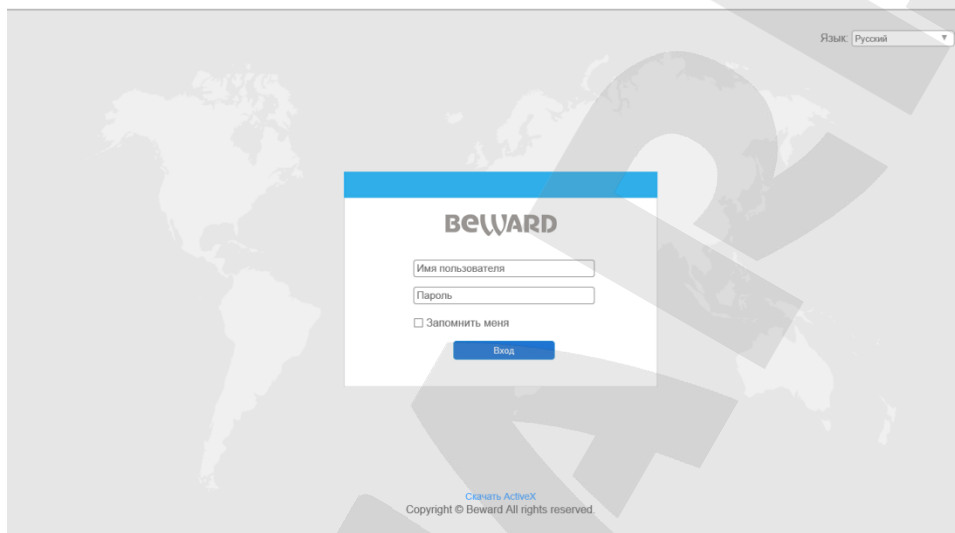 Язык: Русский
BEWARD
Имя пользователя
Пароль
Запомнить меня
Вход
Скачать ActiveX
Copyright © Beward All rights reserved.